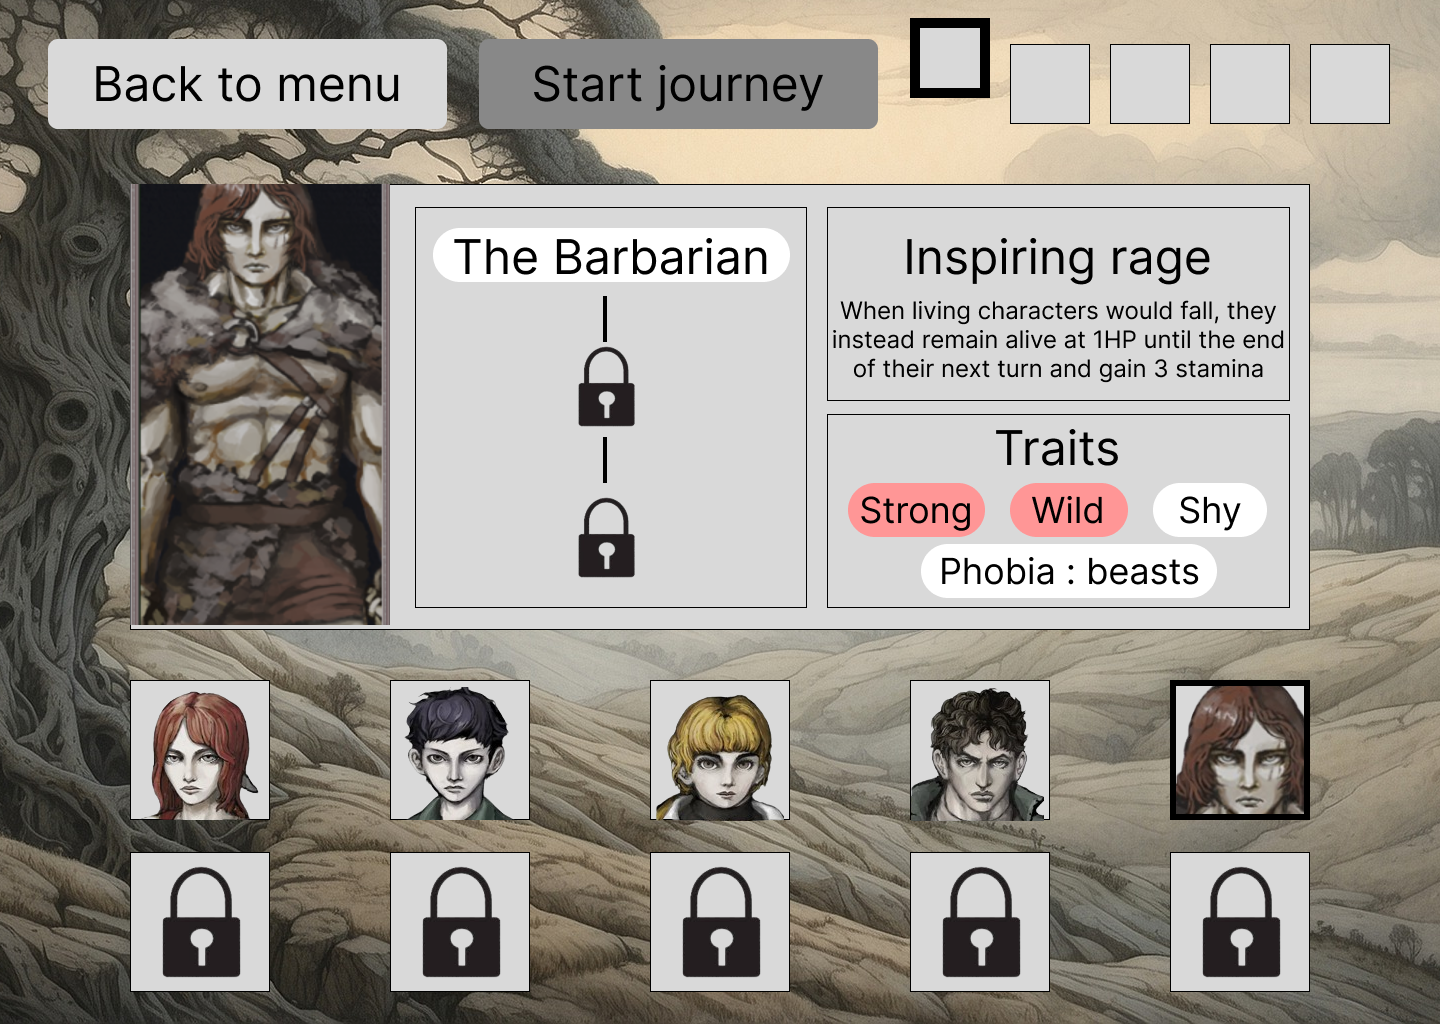 Back to menu
Start journey
The Barbarian
Inspiring rage
When living characters would fall, they
instead remain alive at 1HP until the end
of their next turn and gain 3 stamina
Traits
Strong
Wild
Shy
Phobia : beasts